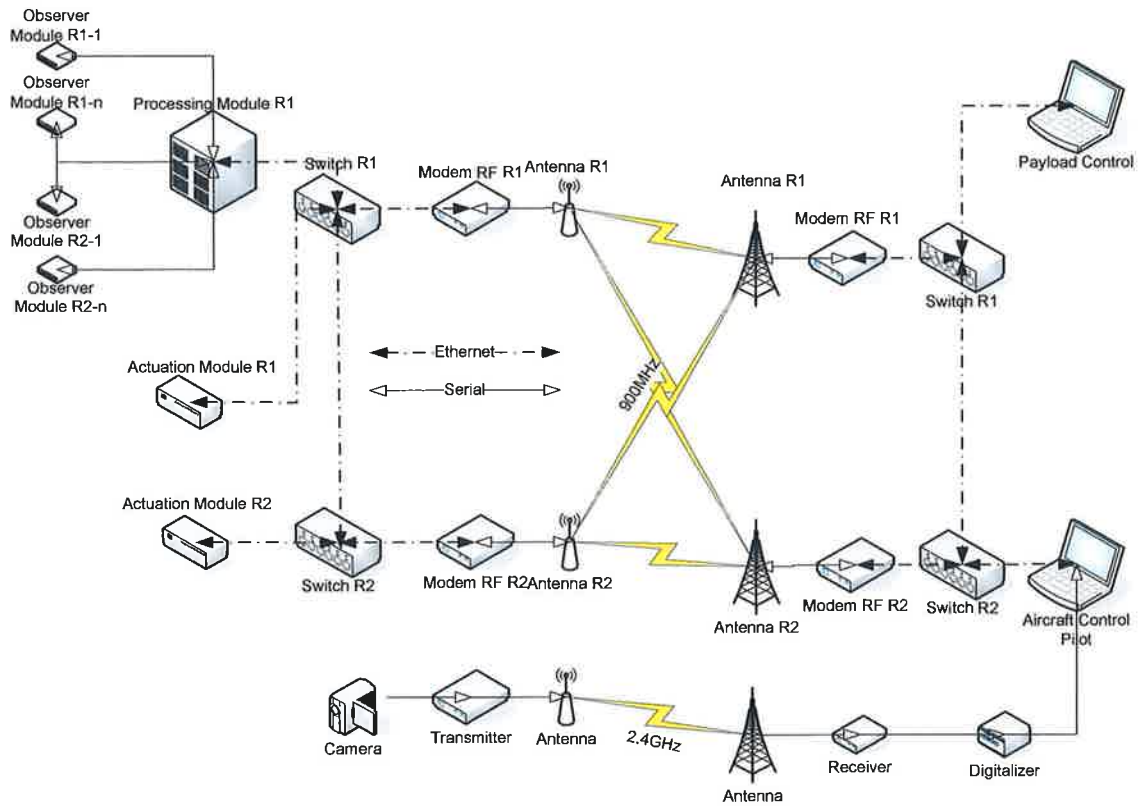 Observer
Module R1-1
Observer
Module R1-n
Processing Module R1
Observer
Module R2-1
Observer
Module R2-n
Switch R1
Modem RF R1
Antenna R1
Antenna R1
Modem RF R1
Switch R1
Payload Control
Ethernet
Serial
900MHz
Actuation Module R1
Actuation Module R2
Switch R2
Modem RF R2
Antenna R2
Antenna R2
Modem RF R2
Switch R2
Aircraft Control
Pilot
Camera
Transmitter
Antenna
2.4GHz
Antenna
Receiver
Digitalizer